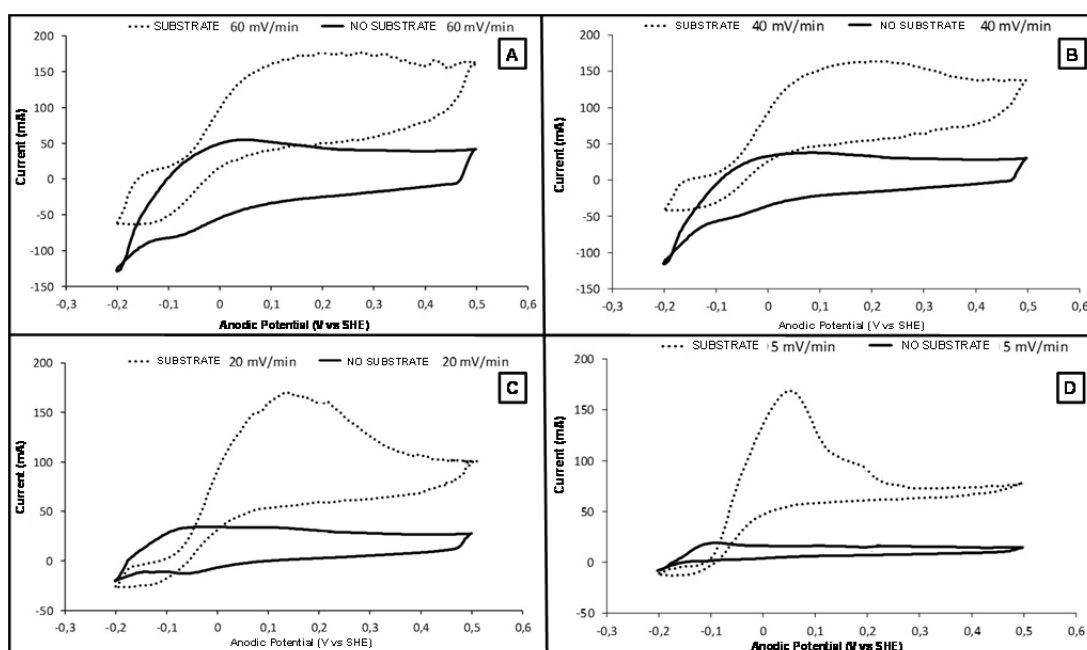 SUBSTRATE 60 mV/min NO SUBSTRATE 60 mV/min
A
200
150
100
50
0
-50
-100
-150
Current (mA)
-0,3 -0,2 -0,1 0 0,1 0,2 0,3 0,4 0,5 0,6
Anodic Potential (V vs SHE)
SUBSTRATE 40 mV/min NO SUBSTRATE 40 mV/min
B
200
150
100
50
0
-50
-100
-150
Current (mA)
-0,3 -0,2 -0,1 0 0,1 0,2 0,3 0,4 0,5 0,6
Anodic Potential (V vs SHE)
SUBSTRATE 20 mV/min NO SUBSTRATE 20 mV/min
C
200
150
100
50
0
-50
Current (mA)
-0,3 -0,2 -0,1 0 0,1 0,2 0,3 0,4 0,5 0,6
Anodic Potential (V vs SHE)
SUBSTRATE 5 mV/min NO SUBSTRATE 5 mV/min
D
200
150
100
50
0
-50
Current (mA)
-0,3 -0,2 -0,1 0 0,1 0,2 0,3 0,4 0,5 0,6
Anodic Potential (V vs SHE)